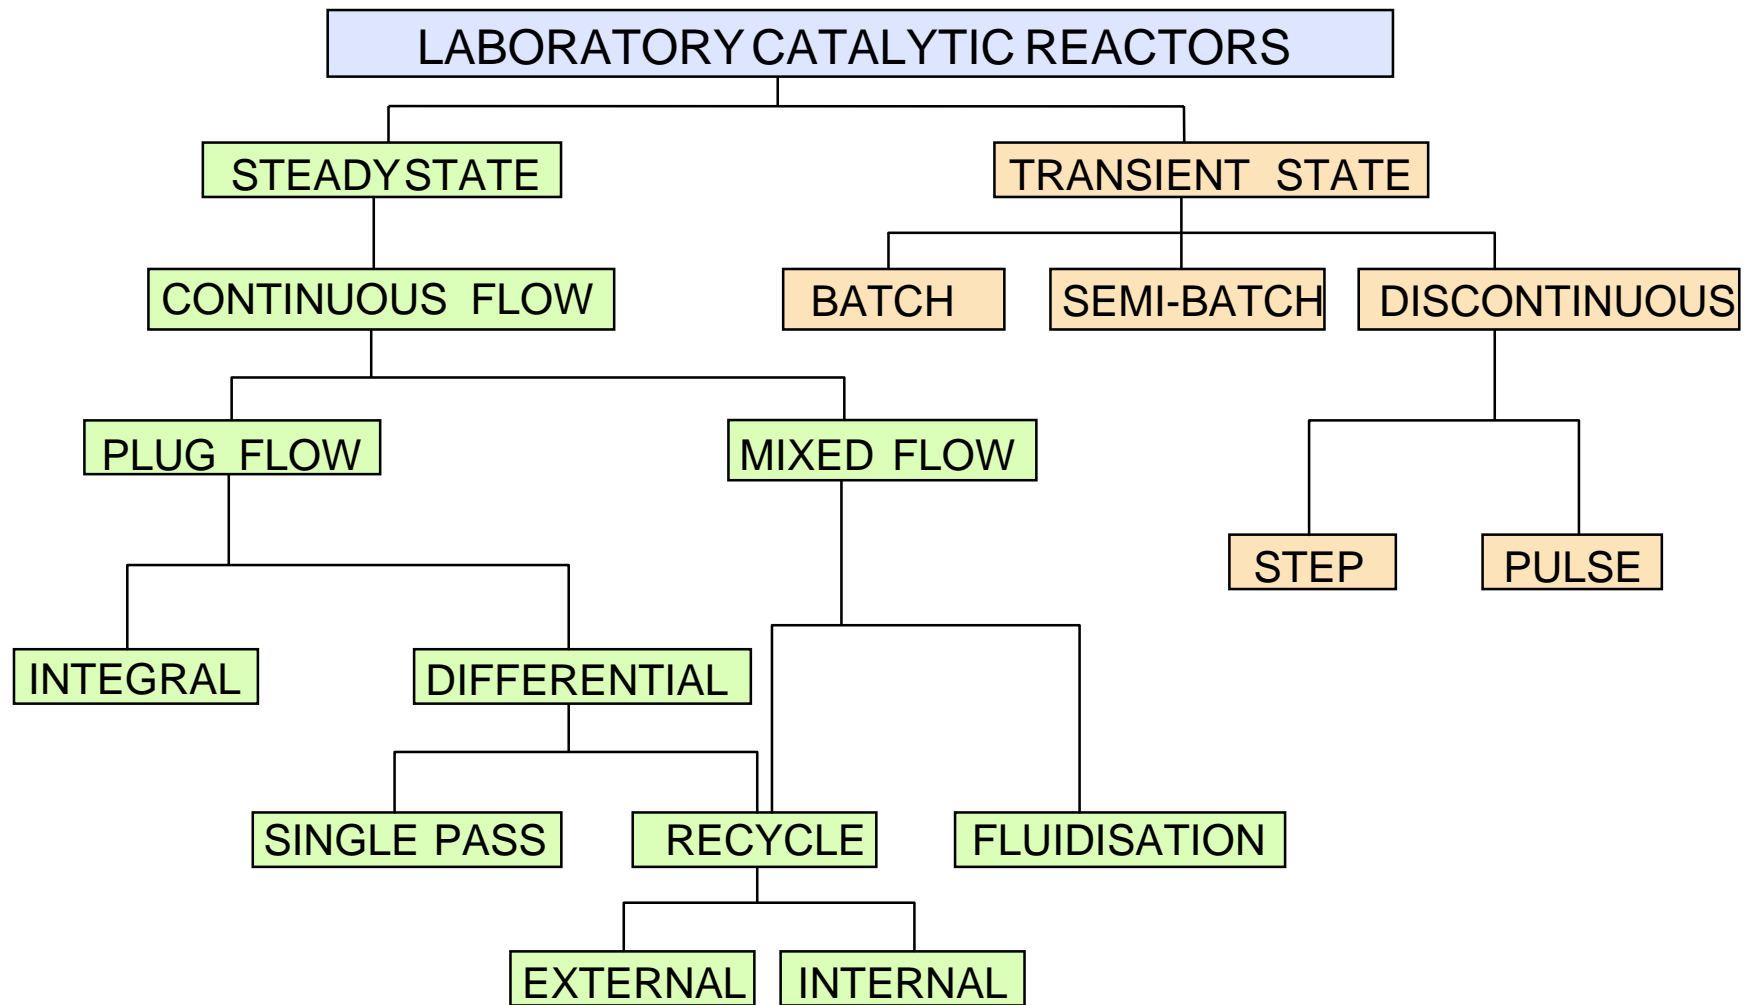 LABORATORY CATALYTIC REACTORS
STEADY STATE
TRANSIENT STATE
CONTINUOUS FLOW
BATCH
SEMI-BATCH
DISCONTINUOUS
PLUG FLOW
MIXED FLOW
STEP
PULSE
INTEGRAL
DIFFERENTIAL
SINGLE PASS
RECYCLE
FLUIDISATION
EXTERNAL
INTERNAL